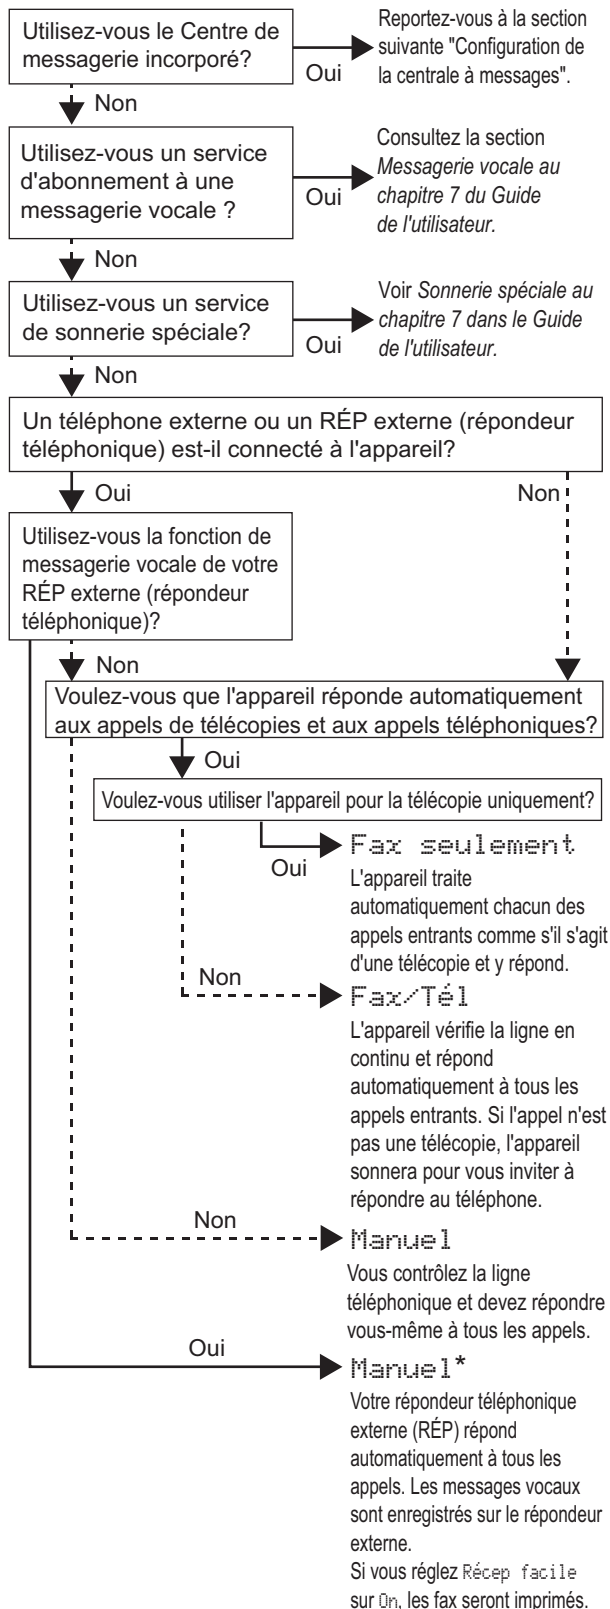 Utilisez-vous le Centre de
messagerie incorporé?
Oui
Reportez-vous à la section
suivante "Configuration de
la centrale à messages".
Non
Utilisez-vous un service
d'abonnement à une
messagerie vocale ?
Oui
Consultez la section
Messagerie vocale au
chapitre 7 du Guide
de l'utilisateur.
Non
Utilisez-vous un service
de sonnerie spéciale?
Oui
Voir Sonnerie spéciale au
chapitre 7 dans le Guide
de l'utilisateur.
Non
Un téléphone externe ou un RÉP externe (répondeur
téléphonique) est-il connecté à l'appareil?
Oui
Non
Utilisez-vous la fonction de
messagerie vocale de votre
RÉP externe (répondeur
téléphonique)?
Non
Voulez-vous que l'appareil réponde automatiquement
aux appels de télécopies et aux appels téléphoniques?
Oui
Voulez-vous utiliser l'appareil pour la télécopie uniquement?
Oui
Fax seulement
L'appareil traite
automatiquement chacun des
appels entrants comme s'il s'agit
d'une télécopie et y répond.
Non
Fax/Tél
L'appareil vérifie la ligne en
continu et répond
automatiquement à tous les
appels entrants. Si l'appel n'est
pas une télécopie, l'appareil
sonnera pour vous inviter à
répondre au téléphone.
Non
Manuel
Vous contrôlez la ligne
téléphonique et devez répondre
vous-même à tous les appels.
Oui
Manuel*
Votre répondeur téléphonique
externe (RÉP) répond
automatiquement à tous les
appels. Les messages vocaux
sont enregistrés sur le répondeur
externe.
Si vous réglez Récep facile
sur On, les fax seront imprimés.